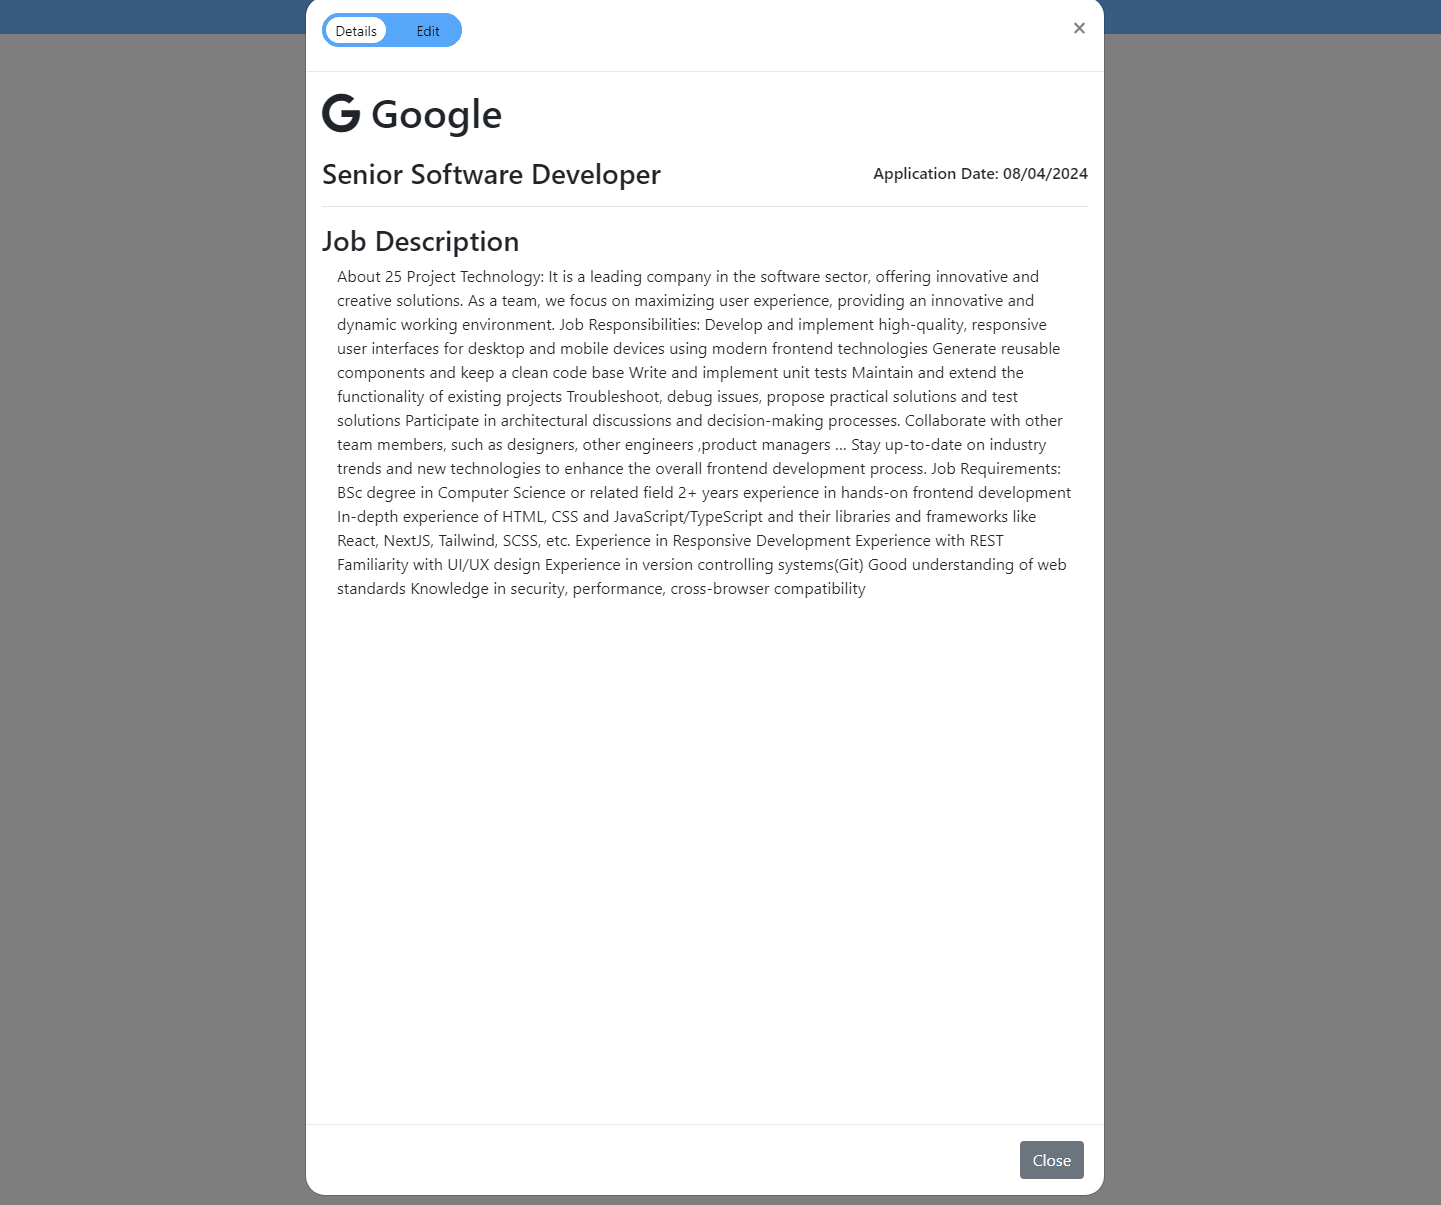 Details Edit ×
Google
Senior Software Developer Application Date: 08/04/2024
Job Description
About 25 Project Technology: It is a leading company in the software sector, offering innovative and
creative solutions. As a team, we focus on maximizing user experience, providing an innovative and
dynamic working environment. Job Responsibilities: Develop and implement high-quality, responsive
user interfaces for desktop and mobile devices using modern frontend technologies Generate reusable
components and keep a clean code base Write and implement unit tests Maintain and extend the
functionality of existing projects Troubleshoot, debug issues, propose practical solutions and test
solutions Participate in architectural discussions and decision-making processes. Collaborate with other
team members, such as designers, other engineers ,product managers ... Stay up-to-date on industry
trends and new technologies to enhance the overall frontend development process. Job Requirements:
BSc degree in Computer Science or related field 2+ years experience in hands-on frontend development
In-depth experience of HTML, CSS and JavaScript/TypeScript and their libraries and frameworks like
React, NextJS, Tailwind, SCSS, etc. Experience in Responsive Development Experience with REST
Familiarity with UI/UX design Experience in version controlling systems(Git) Good understanding of web
standards Knowledge in security, performance, cross-browser compatibility
Close